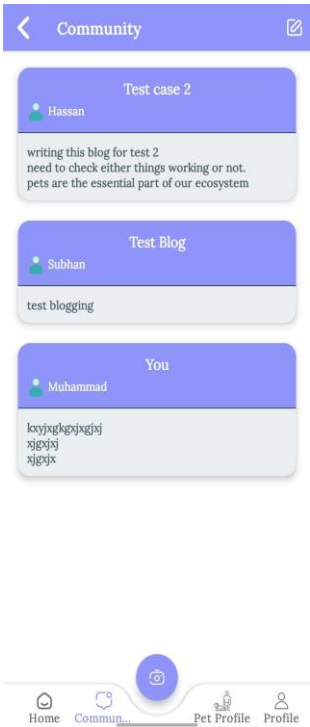 Community
Test case 2
Hassan
writing this blog for test 2
need to check either things working or not.
pets are the essential part of our ecosystem
Test Blog
Subhan
test blogging
You
Muhammad
kxyjxgkgxjxgjxj
xjgxjxj
xjgxjx
Home Commun... Pet Profile Profile